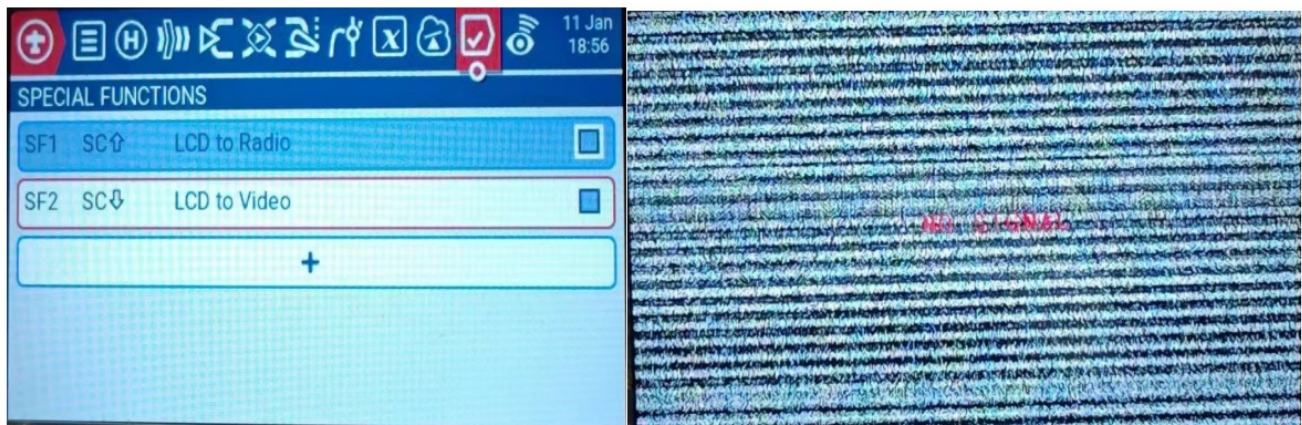 11 Jan
18:56
SPECIAL FUNCTIONS
SF1 SC⇧ LCD to Radio
SF2 SC⇩ LCD to Video
+
NO SIGNAL